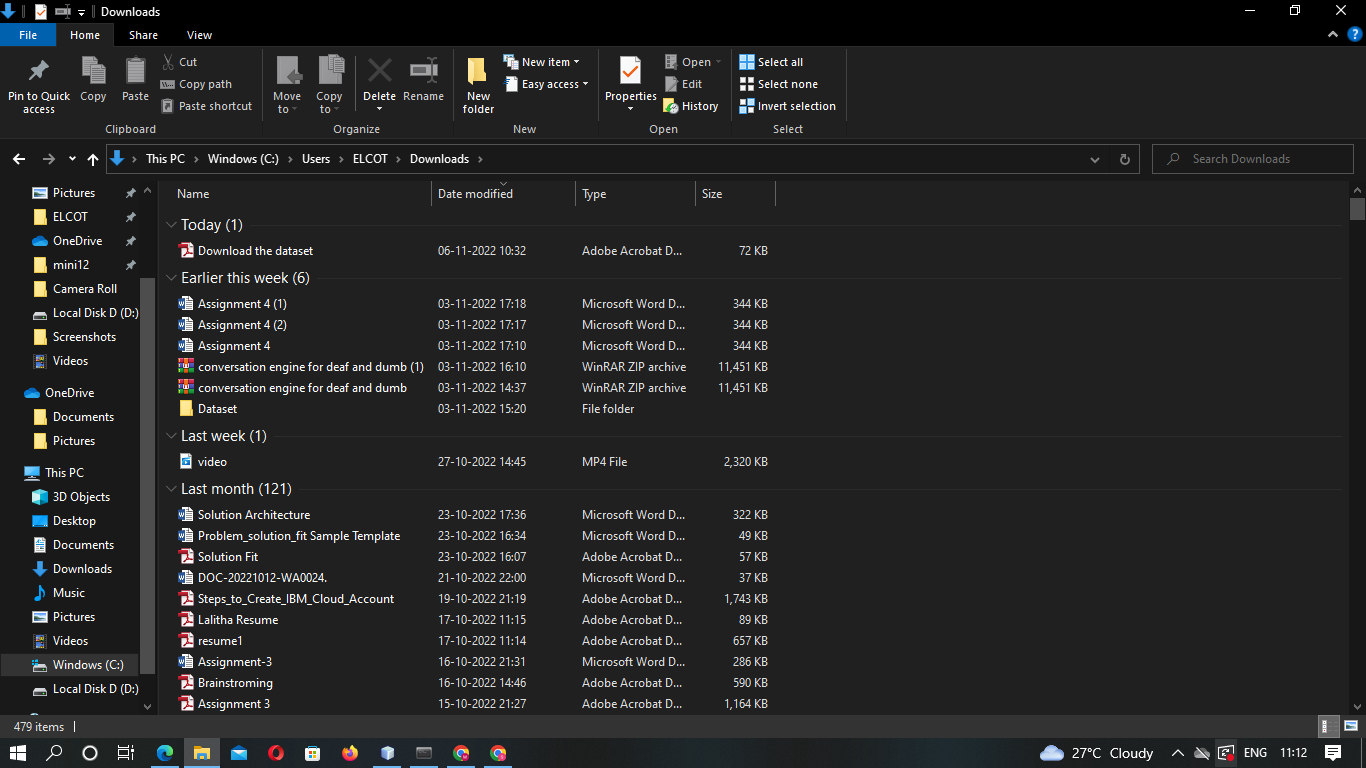 Downloads
File Home Share View
Pin to Quick access
Copy
Paste
Cut
Copy path
Paste shortcut
Clipboard
Move to
Copy to
Delete
Rename
Organize
New folder
New item
Easy access
New
Properties
Open
Edit
History
Open
Select all
Select none
Invert selection
Select
This PC > Windows (C:) > Users > ELCOT > Downloads >
Search Downloads
Pictures
ELCOT
OneDrive
mini12
Camera Roll
Local Disk D (D:)
Screenshots
Videos
OneDrive
Documents
Pictures
This PC
3D Objects
Desktop
Documents
Downloads
Music
Pictures
Videos
Windows (C:)
Local Disk D (D:)
Name Date modified Type Size
Today (1)
Download the dataset 06-11-2022 10:32 Adobe Acrobat D... 72 KB
Earlier this week (6)
Assignment 4 (1) 03-11-2022 17:18 Microsoft Word D... 344 KB
Assignment 4 (2) 03-11-2022 17:17 Microsoft Word D... 344 KB
Assignment 4 03-11-2022 17:10 Microsoft Word D... 344 KB
conversation engine for deaf and dumb (1) 03-11-2022 16:10 WinRAR ZIP archive 11,451 KB
conversation engine for deaf and dumb 03-11-2022 14:37 WinRAR ZIP archive 11,451 KB
Dataset 03-11-2022 15:20 File folder
Last week (1)
video 27-10-2022 14:45 MP4 File 2,320 KB
Last month (121)
Solution Architecture 23-10-2022 17:36 Microsoft Word D... 322 KB
Problem_solution_fit Sample Template 23-10-2022 16:34 Microsoft Word D... 49 KB
Solution Fit 23-10-2022 16:07 Adobe Acrobat D... 57 KB
DOC-20221012-WA0024. 21-10-2022 22:00 Microsoft Word D... 37 KB
Steps_to_Create_IBM_Cloud_Account 19-10-2022 21:19 Adobe Acrobat D... 1,743 KB
Lalitha Resume 17-10-2022 11:15 Adobe Acrobat D... 89 KB
resume1 17-10-2022 11:14 Adobe Acrobat D... 657 KB
Assignment-3 16-10-2022 21:31 Microsoft Word D... 286 KB
Brainstroming 16-10-2022 14:46 Adobe Acrobat D... 590 KB
Assignment 3 15-10-2022 21:27 Adobe Acrobat D... 1,164 KB
479 items
27°C Cloudy ENG 11:12